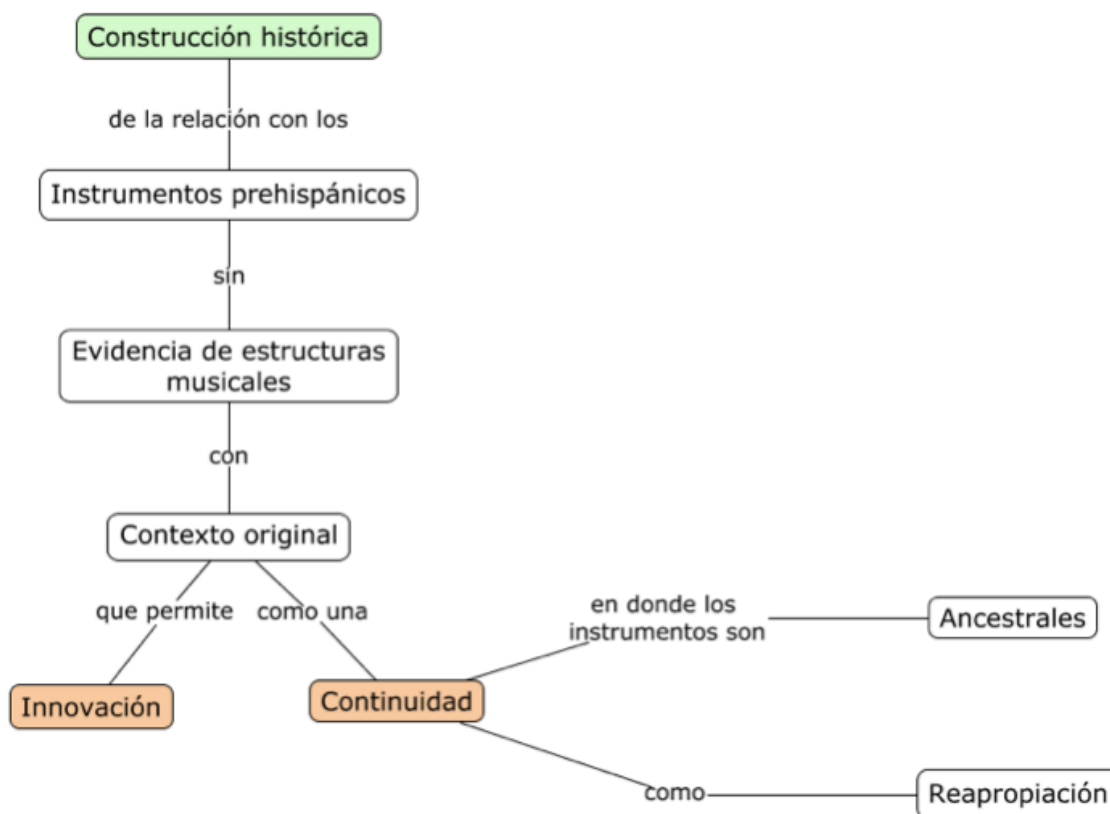 Construcción histórica
de la relación con los
Instrumentos prehispánicos
sin
Evidencia de estructuras
musicales
con
Contexto original
que permite
como una
en donde los
instrumentos son
Ancestrales
Innovación
Continuidad
como
Reapropiación